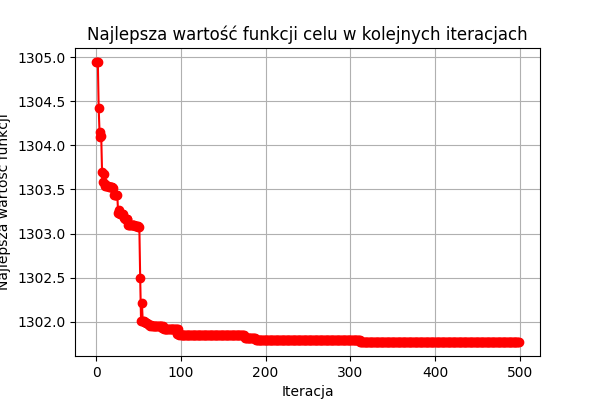 Najlepsza wartość funkcji celu w kolejnych iteracjach
Najlepsza wartość funkcji
1305.0
1304.5
1304.0
1303.5
1303.0
1302.5
1302.0
0 100 200 300 400 500
Iteracja